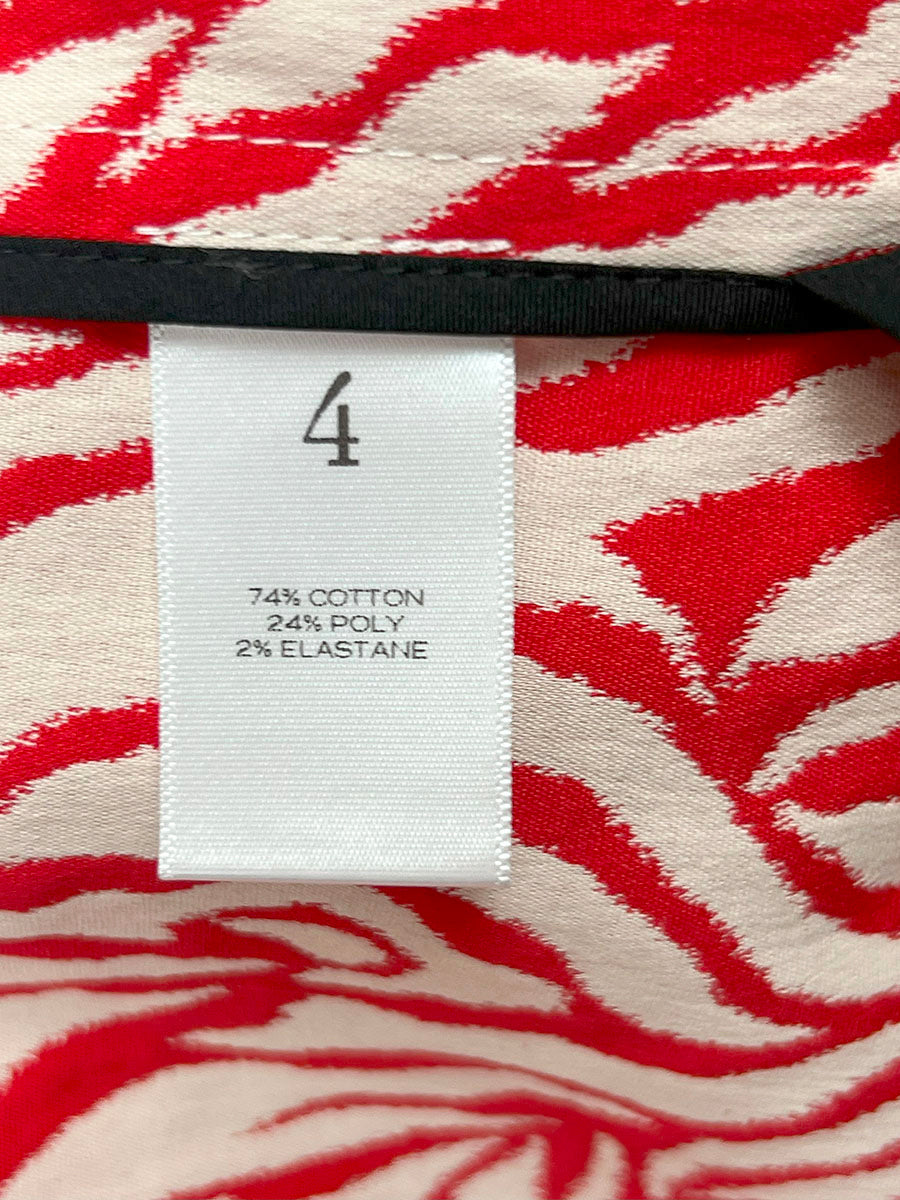 4
74% COTTON
24% POLY
2% ELASTANE